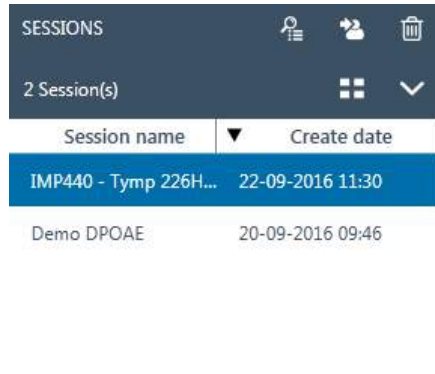 SESSIONS
2 Session(s)
Session name ▼ Create date
IMP440 - Tymp 226H... 22-09-2016 11:30
Demo DPOAE 20-09-2016 09:46